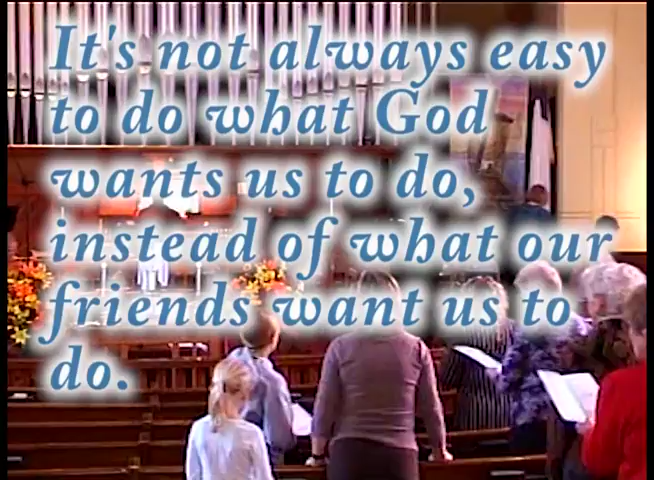 It's not always easy
to do what God
wants us to do,
instead of what our
friends want us to
do.